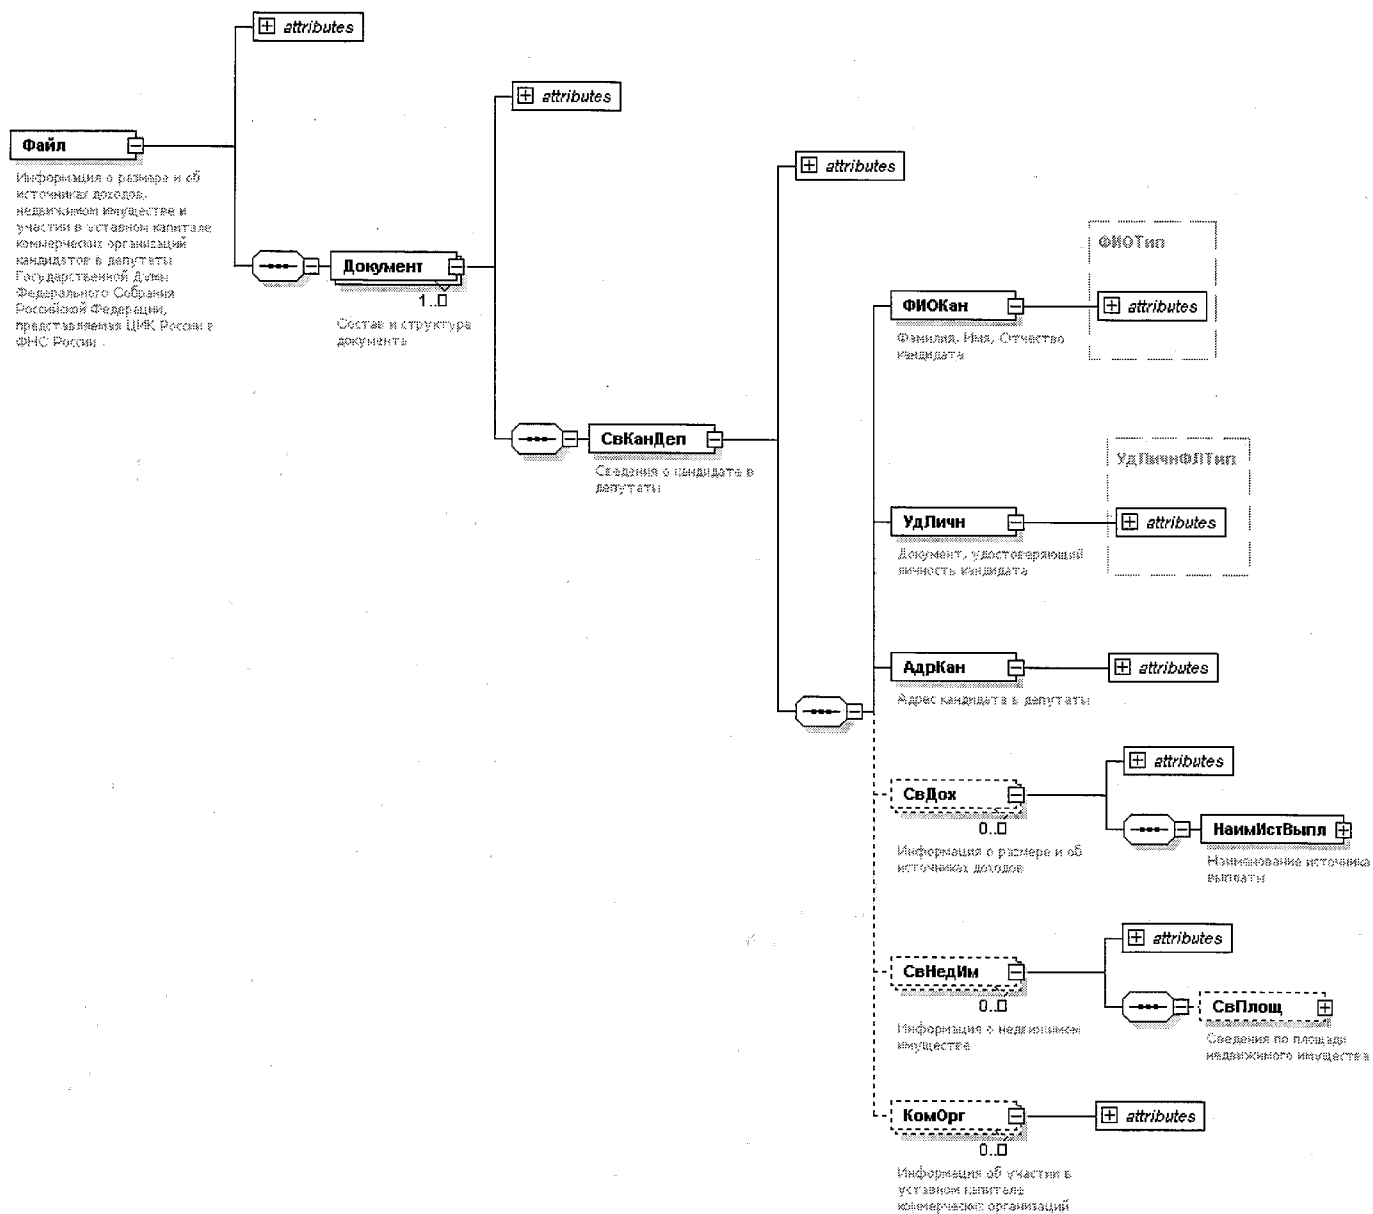 attributes
attributes
Файл
attributes
Информация о размере и об
источниках доходов,
недвижимом имуществе и
участии в уставном капитале
коммерческих организаций
кандидатов в депутаты
Государственной Думы
Федерального Собрания
Российской Федерации,
представляемая ЦИК России в
ФНС России
Документ
1..
Состав и структура
документа
ФИОТип
ФИОКан
attributes
Фамилия, Имя, Отчество
кандидата
СвКанДеп
Сведения о кандидате в
депутаты
УдЛичнФЛТип
УдЛичн
attributes
Документ, удостоверяющий
личность кандидата
АдрКан
attributes
Адрес кандидата в депутаты
attributes
СвДох
0..
НаимИстВыпл
Информация о размере и об
источниках доходов
Наименование источника
выплаты
attributes
СвНедИм
0..
СвПлощ
Информация о недвижимом
имуществе
Сведения по площади
недвижимого имущества
КомОрг
attributes
0..
Информация об участии в
уставном капитале
коммерческих организаций